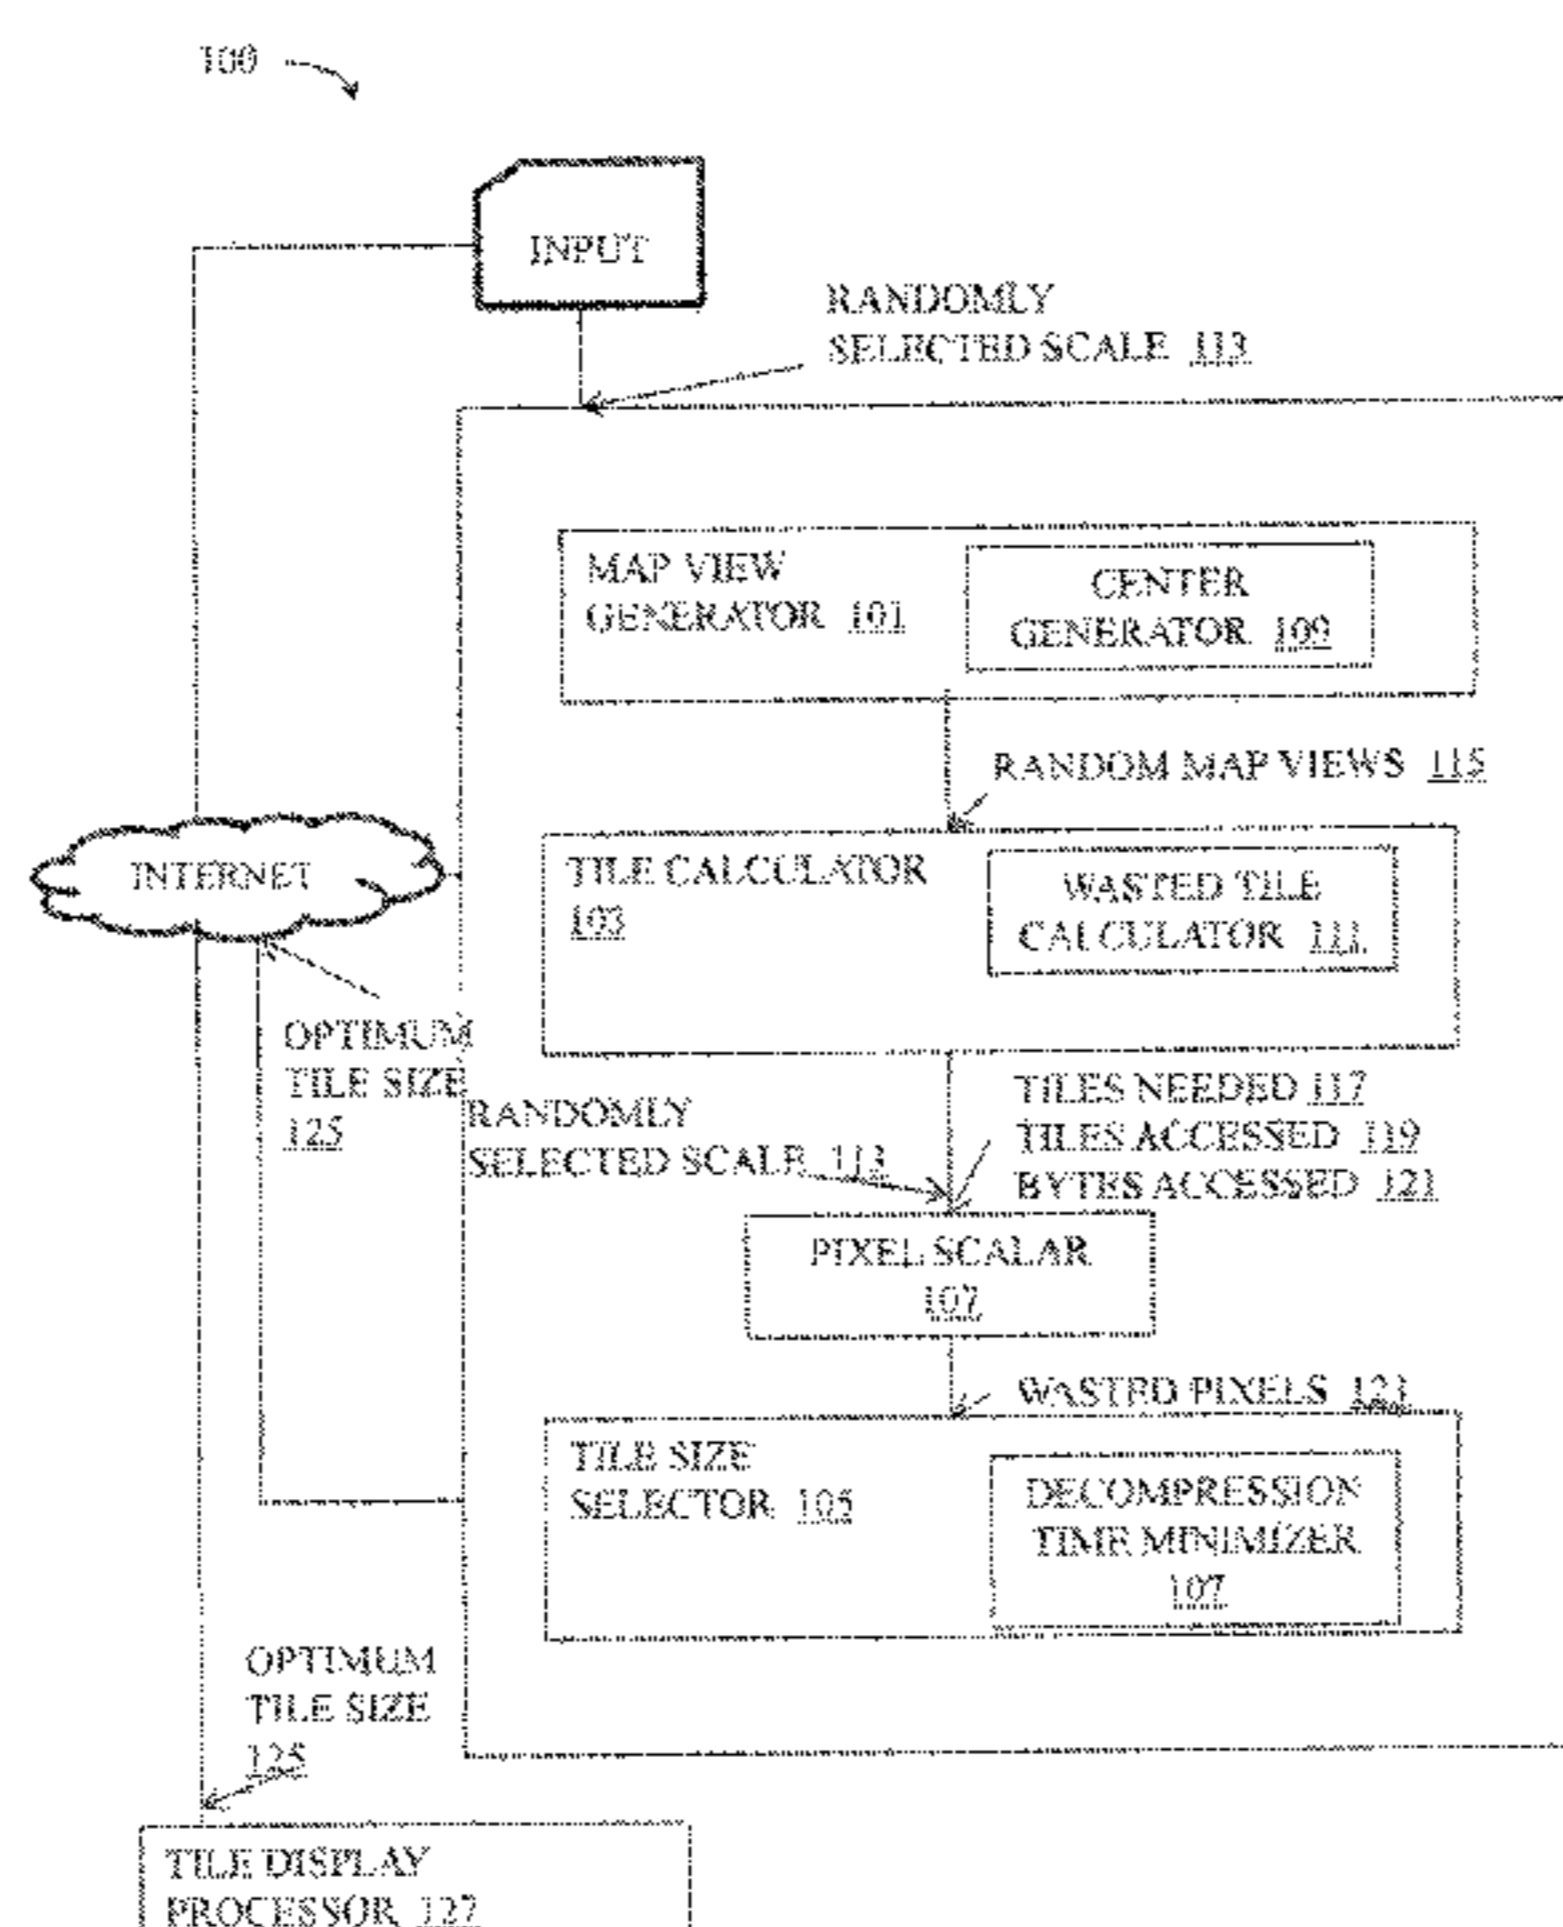 100
INPUT
RANDOMLY
SELECTED SCALE 113
MAP VIEW
GENERATOR 101
CENTER
GENERATOR 109
RANDOM MAP VIEWS 115
INTERNET
TILE CALCULATOR
103
WASTED TILE
CALCULATOR 111
OPTIMUM
TILE SIZE
125
RANDOMLY
SELECTED SCALE 113
TILES NEEDED 117
TILES ACCESSED 119
BYTES ACCESSED 121
PIXEL SCALAR
107
WASTED PIXELS 123
TILE SIZE
SELECTOR 105
DECOMPRESSION
TIME MINIMIZER
107
OPTIMUM
TILE SIZE
125
TILE DISPLAY
PROCESSOR 127